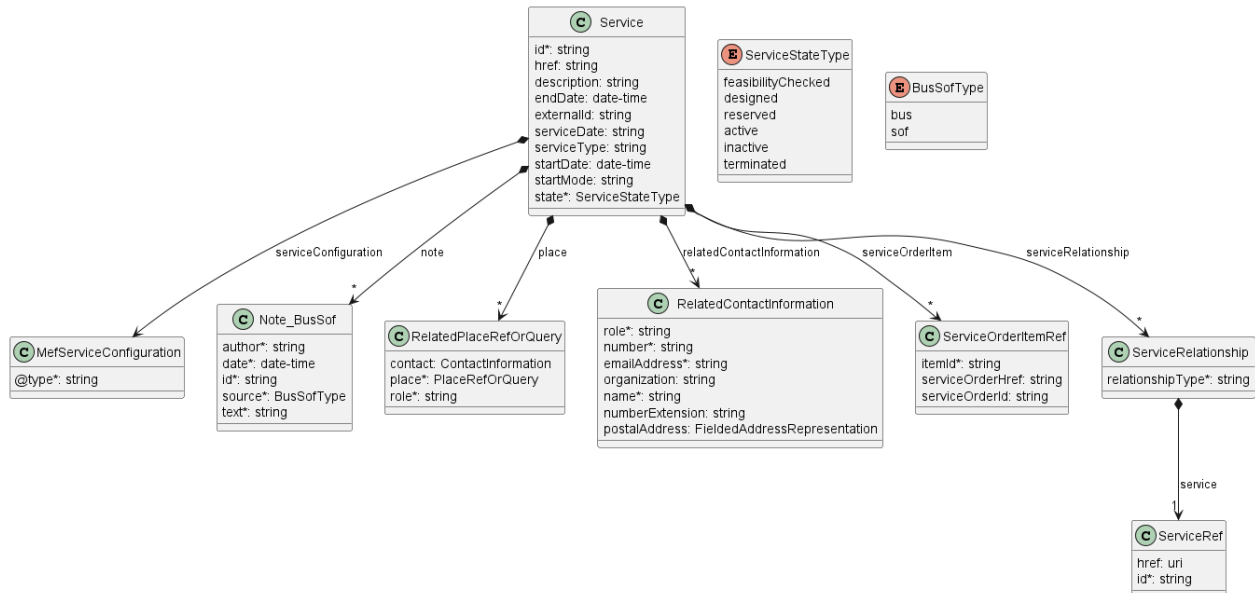 C Service
id*: string
href: string
description: string
endDate: date-time
externalId: string
serviceDate: string
serviceType: string
startDate: date-time
startMode: string
state*: ServiceStateType
E ServiceStateType
feasibilityChecked
designed
reserved
active
inactive
terminated
E BusSofType
bus
sof
serviceConfiguration
note
place
relatedContactInformation
serviceOrderItem
serviceRelationship
*
*
*
*
*
C MefServiceConfiguration
@type*: string
C Note_BusSof
author*: string
date*: date-time
id*: string
source*: BusSofType
text*: string
C RelatedPlaceRefOrQuery
contact: ContactInformation
place*: PlaceRefOrQuery
role*: string
C RelatedContactInformation
role*: string
number*: string
emailAddress*: string
organization: string
name*: string
numberExtension: string
postalAddress: FieldedAddressRepresentation
C ServiceOrderItemRef
itemId*: string
serviceOrderHref: string
serviceOrderId: string
C ServiceRelationship
relationshipType*: string
service
1
C ServiceRef
href: uri
id*: string